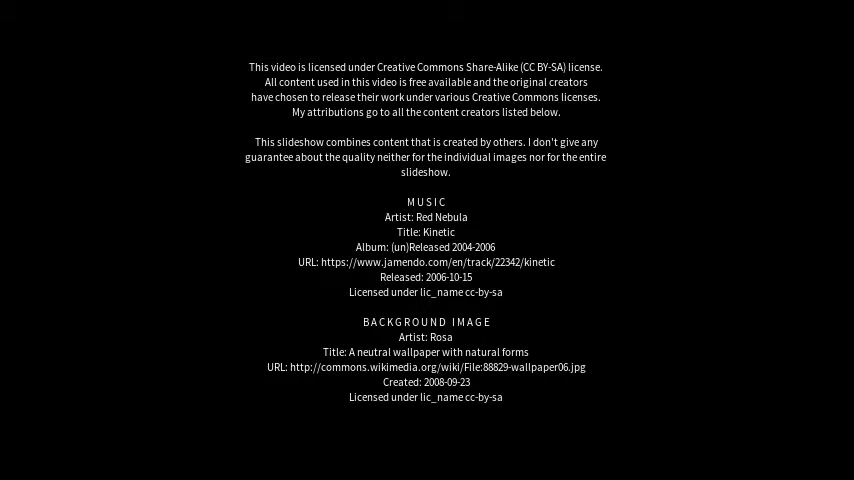 This video is licensed under Creative Commons Share-Alike (CC BY-SA) license.
All content used in this video is free available and the original creators
have chosen to release their work under various Creative Commons licenses.
My attributions go to all the content creators listed below.
This slideshow combines content that is created by others. I don't give any
guarantee about the quality neither for the individual images nor for the entire
slideshow.
M U S I C
Artist: Red Nebula
Title: Kinetic
Album: (un)Released 2004-2006
URL: https://www.jamendo.com/en/track/22342/kinetic
Released: 2006-10-15
Licensed under lic_name cc-by-sa
B A C K G R O U N D   I M A G E
Artist: Rosa
Title: A neutral wallpaper with natural forms
URL: http://commons.wikimedia.org/wiki/File:88829-wallpaper06.jpg
Created: 2008-09-23
Licensed under lic_name cc-by-sa